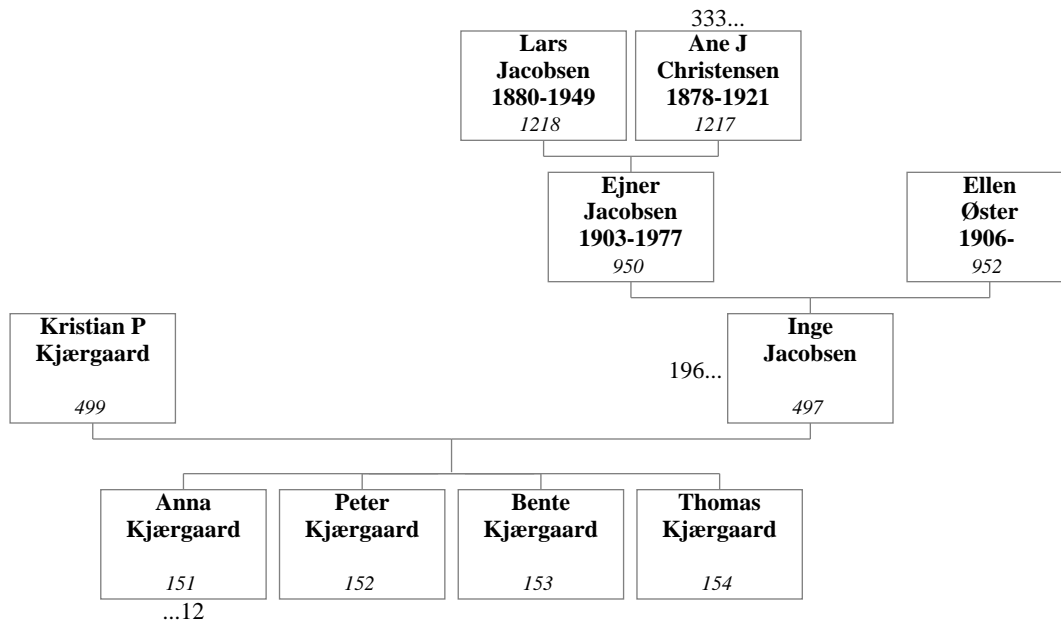 333...
Lars
Jacobsen
1880-1949
1218
Ane J
Christensen
1878-1921
1217
Ejner
Jacobsen
1903-1977
950
Ellen
Øster
1906-
952
Kristian P
Kjærgaard
499
196...
Inge
Jacobsen
497
Anna
Kjærgaard
151
Peter
Kjærgaard
152
Bente
Kjærgaard
153
Thomas
Kjærgaard
154
...12